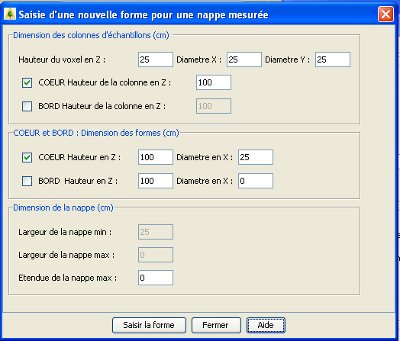 Saisie d'une nouvelle forme pour une nappe mesurée
Dimension des colonnes d'échantillons (cm)
Hauteur du voxel en Z : 25 Diametre X : 25 Diametre Y : 25
COEUR Hauteur de la colonne en Z : 100
BORD Hauteur de la colonne en Z : 100
COEUR et BORD : Dimension des formes (cm)
COEUR Hauteur en Z : 100 Diametre en X : 25
BORD Hauteur en Z : 100 Diametre en X : 0
Dimension de la nappe (cm)
Largeur de la nappe min : 25
Largeur de la nappe max : 0
Etendue de la nappe max : 0
Saisir la forme Fermer Aide